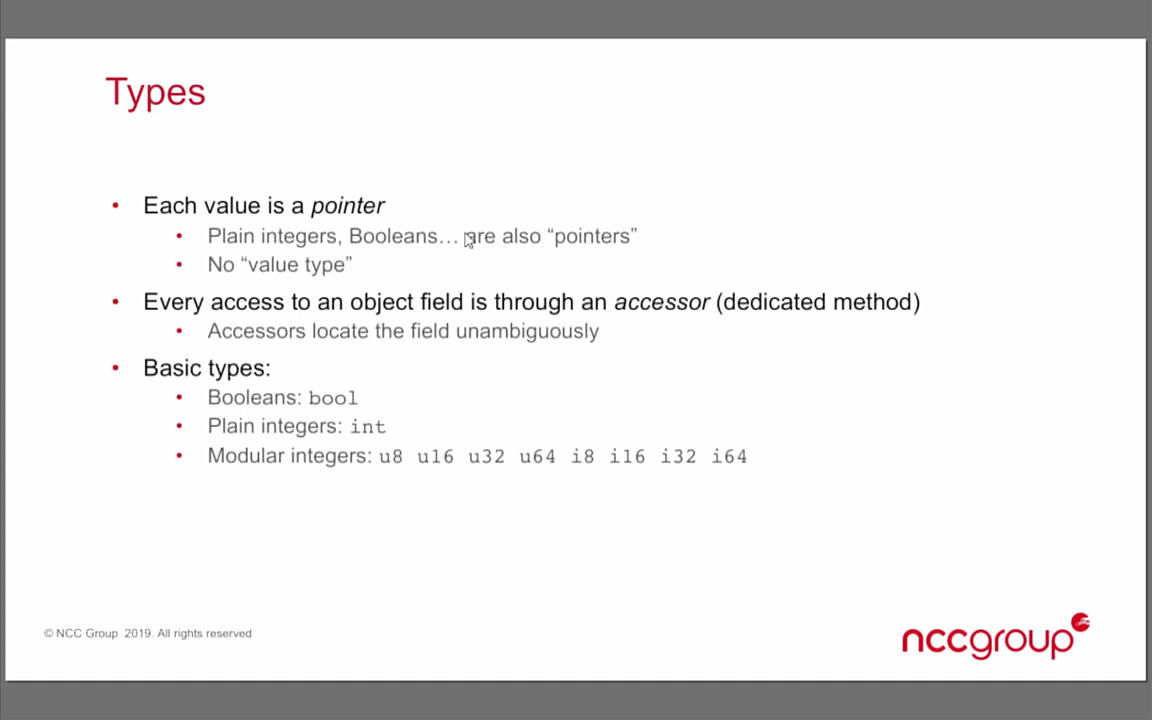 Types
• Each value is a pointer
• Plain integers, Booleans… are also “pointers”
• No “value type”
• Every access to an object field is through an accessor (dedicated method)
• Accessors locate the field unambiguously
• Basic types:
• Booleans: bool
• Plain integers: int
• Modular integers: u8 u16 u32 u64 i8 i16 i32 i64
© NCC Group 2019. All rights reserved
nccgroup